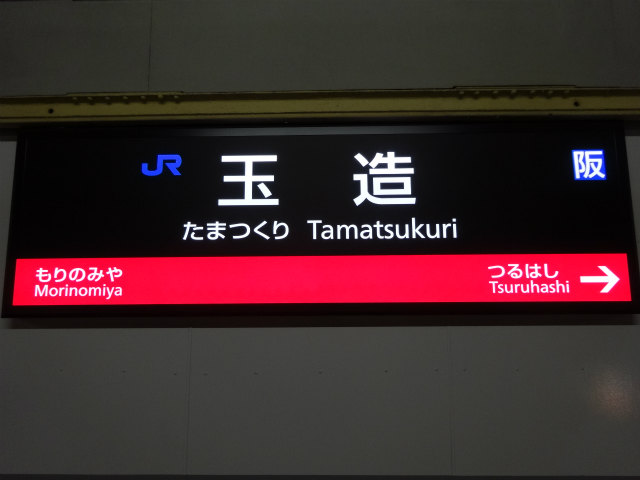 JR 玉造 阪
たまつくり Tamatsukuri
もりのみや つるはし
Morinomiya Tsuruhashi →